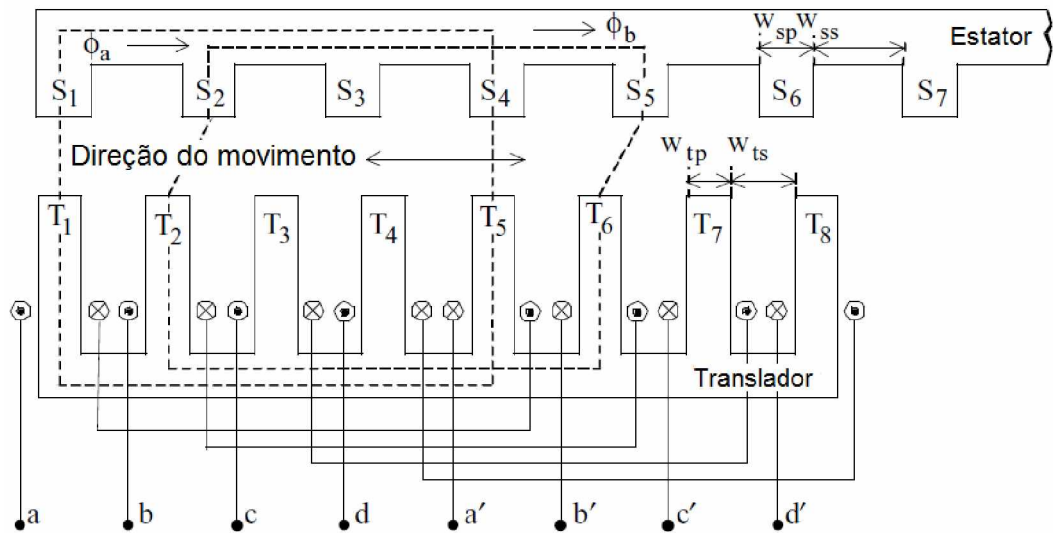 ϕa
ϕb
wsp
wss
Estator
S1
S2
S3
S4
S5
S6
S7
Direção do movimento
wtp
wts
T1
T2
T3
T4
T5
T6
T7
T8
Translador
a
b
c
d
a′
b′
c′
d′